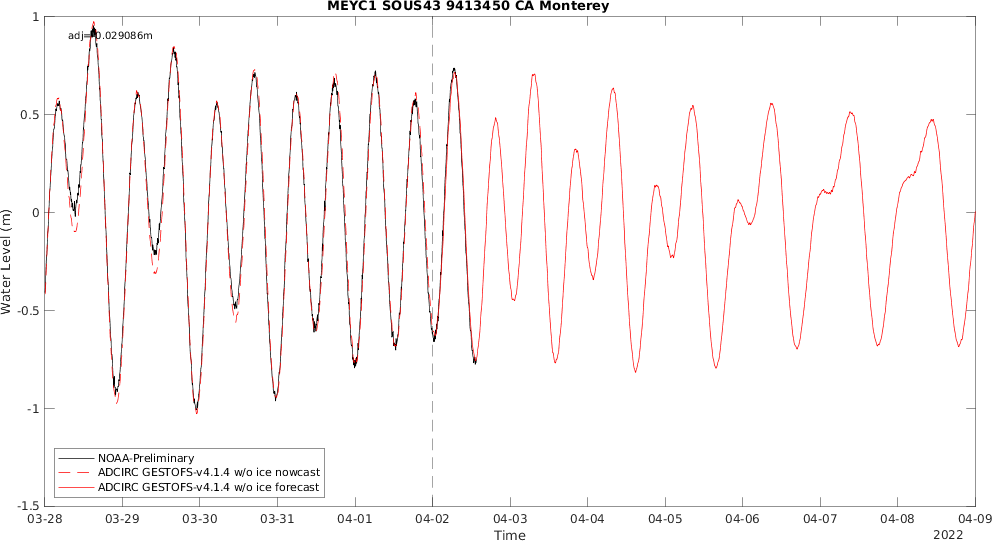 MEYC1 SOUS43 9413450 CA Monterey
adj=0.029086m
1
0.5
0
-0.5
-1
-1.5
Water Level (m)
NOAA-Preliminary
ADCIRC GESTOFS-v4.1.4 w/o ice nowcast
ADCIRC GESTOFS-v4.1.4 w/o ice forecast
03-28 03-29 03-30 03-31 04-01 04-02 04-03 04-04 04-05 04-06 04-07 04-08 04-09
Time
2022